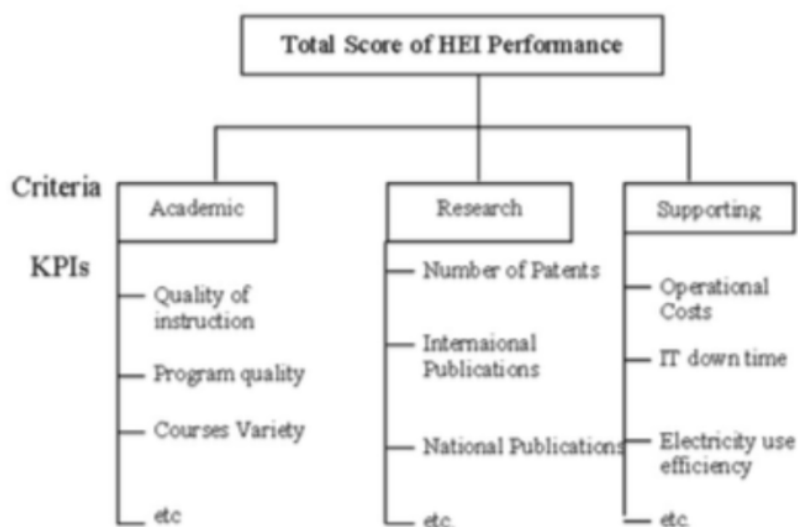 Total Score of HEI Performance
Criteria
Academic
Research
Supporting
KPIs
Quality of
instruction
Program quality
Courses Variety
etc
Number of Patents
Internaional
Publications
National Publications
etc.
Operational
Costs
IT down time
Electricity use
efficiency
etc.